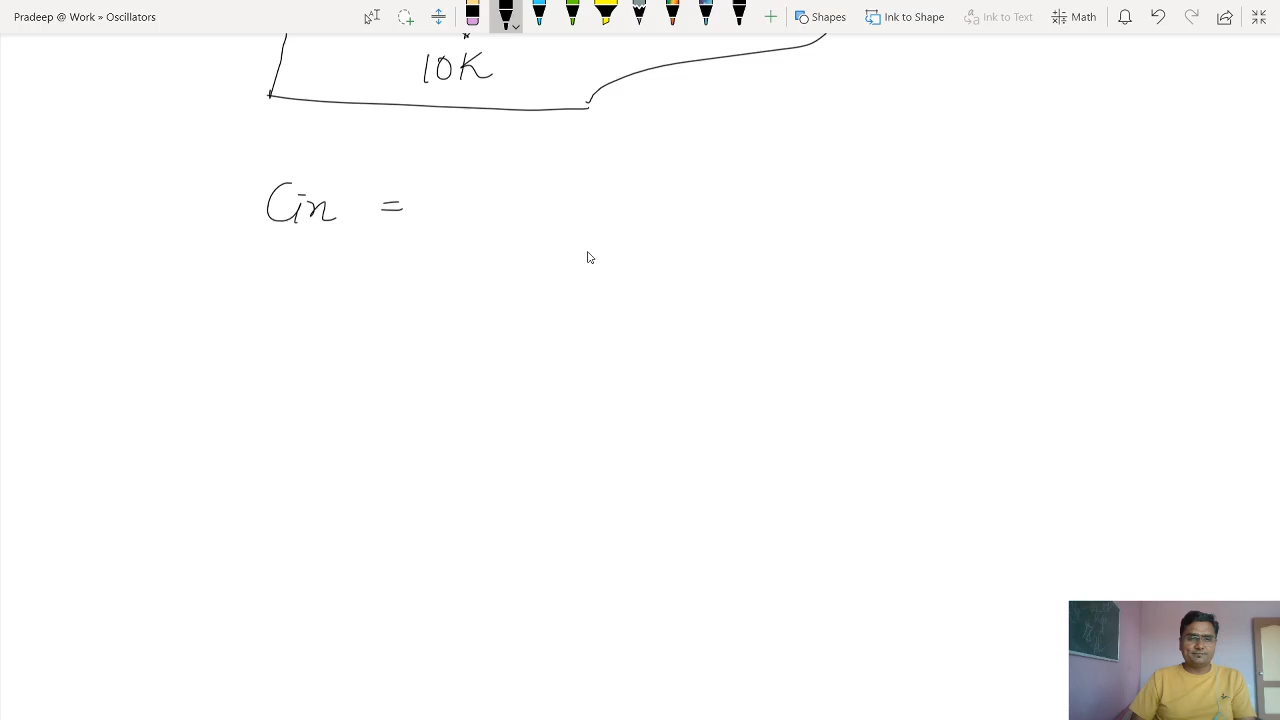 Pradeep @ Work » Oscillators
Shapes
Ink to Shape
Ink to Text
Math
10K
Cin =